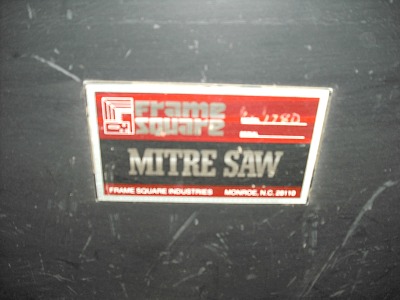 Frame
square
MITRE SAW
FRAME SQUARE INDUSTRIES MONROE, N.C. 28110